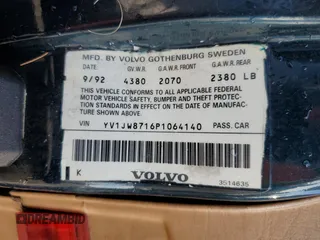 MFD. BY VOLVO GOTHENBURG SWEDEN
G.V.W.R. G.A.W.R FRONT G.A.W.R. REAR
9/92 4380 2070 2380 LB
THIS VEHICLE CONFORMS TO ALL APPLICABLE FEDERAL
MOTOR VEHICLE SAFETY, BUMPER AND THEFT PROTEC-
TION STANDARDS IN EFFECT ON THE DATE OF MANUFAC-
TURE SHOWN ABOVE.
VIN YV1JW8716P1064140 PASS. CAR
K VOLVO 3514635
DREAMBID